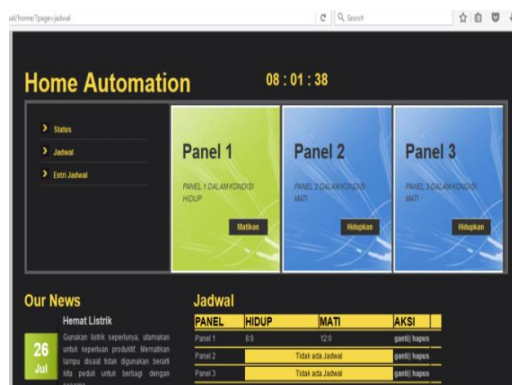 al/home/?page=jadwal
Search
Home Automation
08 : 01 : 38
Status
Jadwal
Entri Jadwal
Panel 1
PANEL 1 DALAM KONDISI
HIDUP
Matikan
Panel 2
PANEL 2 DALAM KONDISI
MATI
Hidupkan
Panel 3
PANEL 3 DALAM KONDISI
MATI
Hidupkan
Our News
Hemat Listrik
26
Jul
Gunakan listrik seperlunya, utamakan
untuk keperluan produktif. Mematikan
lampu disaat tidak digunakan berarti
kita peduli untuk berbagi dengan
Jadwal
PANEL HIDUP MATI AKSI
Panel 1 8:0 12:0 ganti| hapus
Panel 2 Tidak ada Jadwal ganti| hapus
Panel 3 Tidak ada Jadwal ganti| hapus